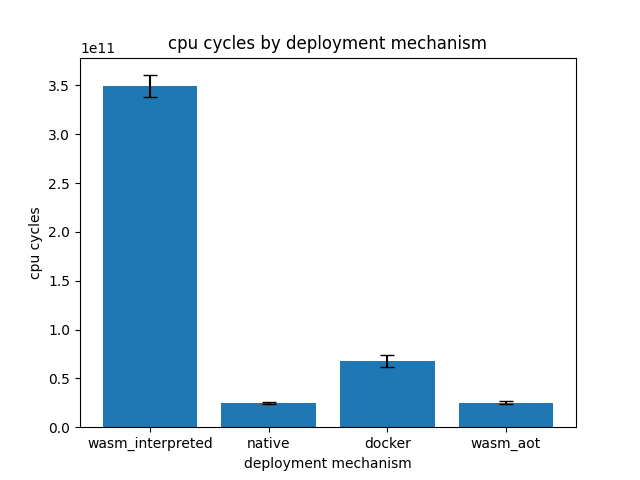 cpu cycles by deployment mechanism
1e11
3.5
3.0
2.5
2.0
1.5
1.0
0.5
0.0
cpu cycles
wasm_interpreted native docker wasm_aot
deployment mechanism